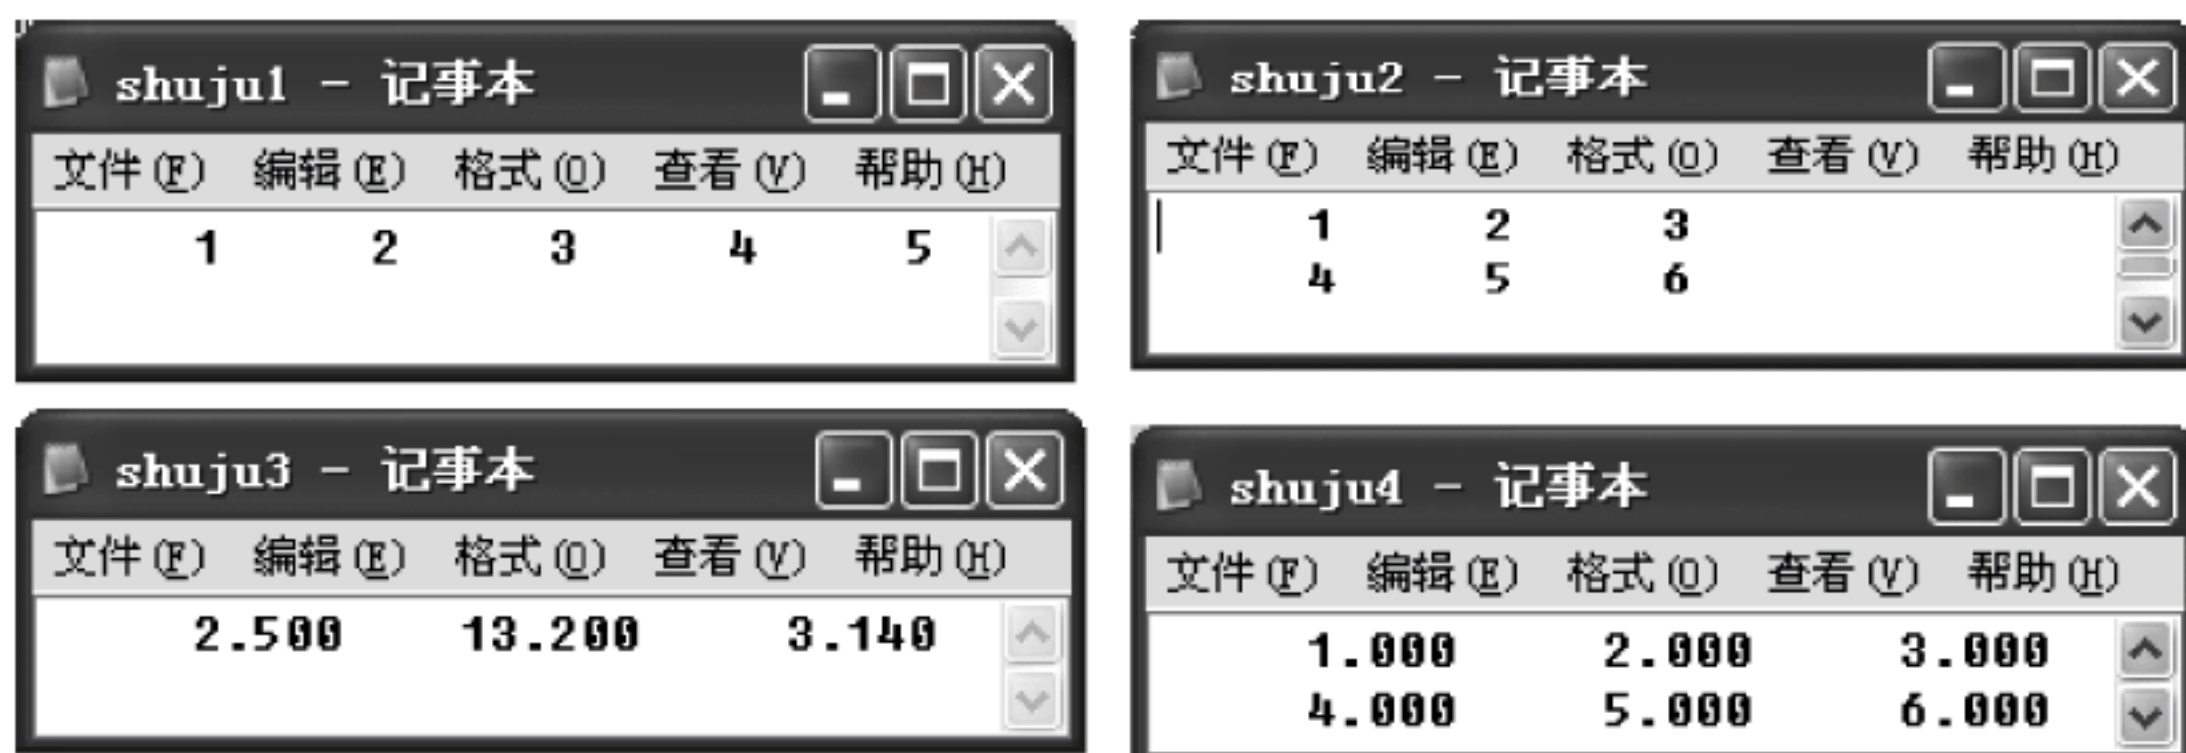 shuju1 - 记事本
文件(F) 编辑(E) 格式(O) 查看(V) 帮助(H)
1 2 3 4 5
shuju2 - 记事本
文件(F) 编辑(E) 格式(O) 查看(V) 帮助(H)
1 2 3
4 5 6
shuju3 - 记事本
文件(F) 编辑(E) 格式(O) 查看(V) 帮助(H)
2.500 13.200 3.140
shuju4 - 记事本
文件(F) 编辑(E) 格式(O) 查看(V) 帮助(H)
1.000 2.000 3.000
4.000 5.000 6.000